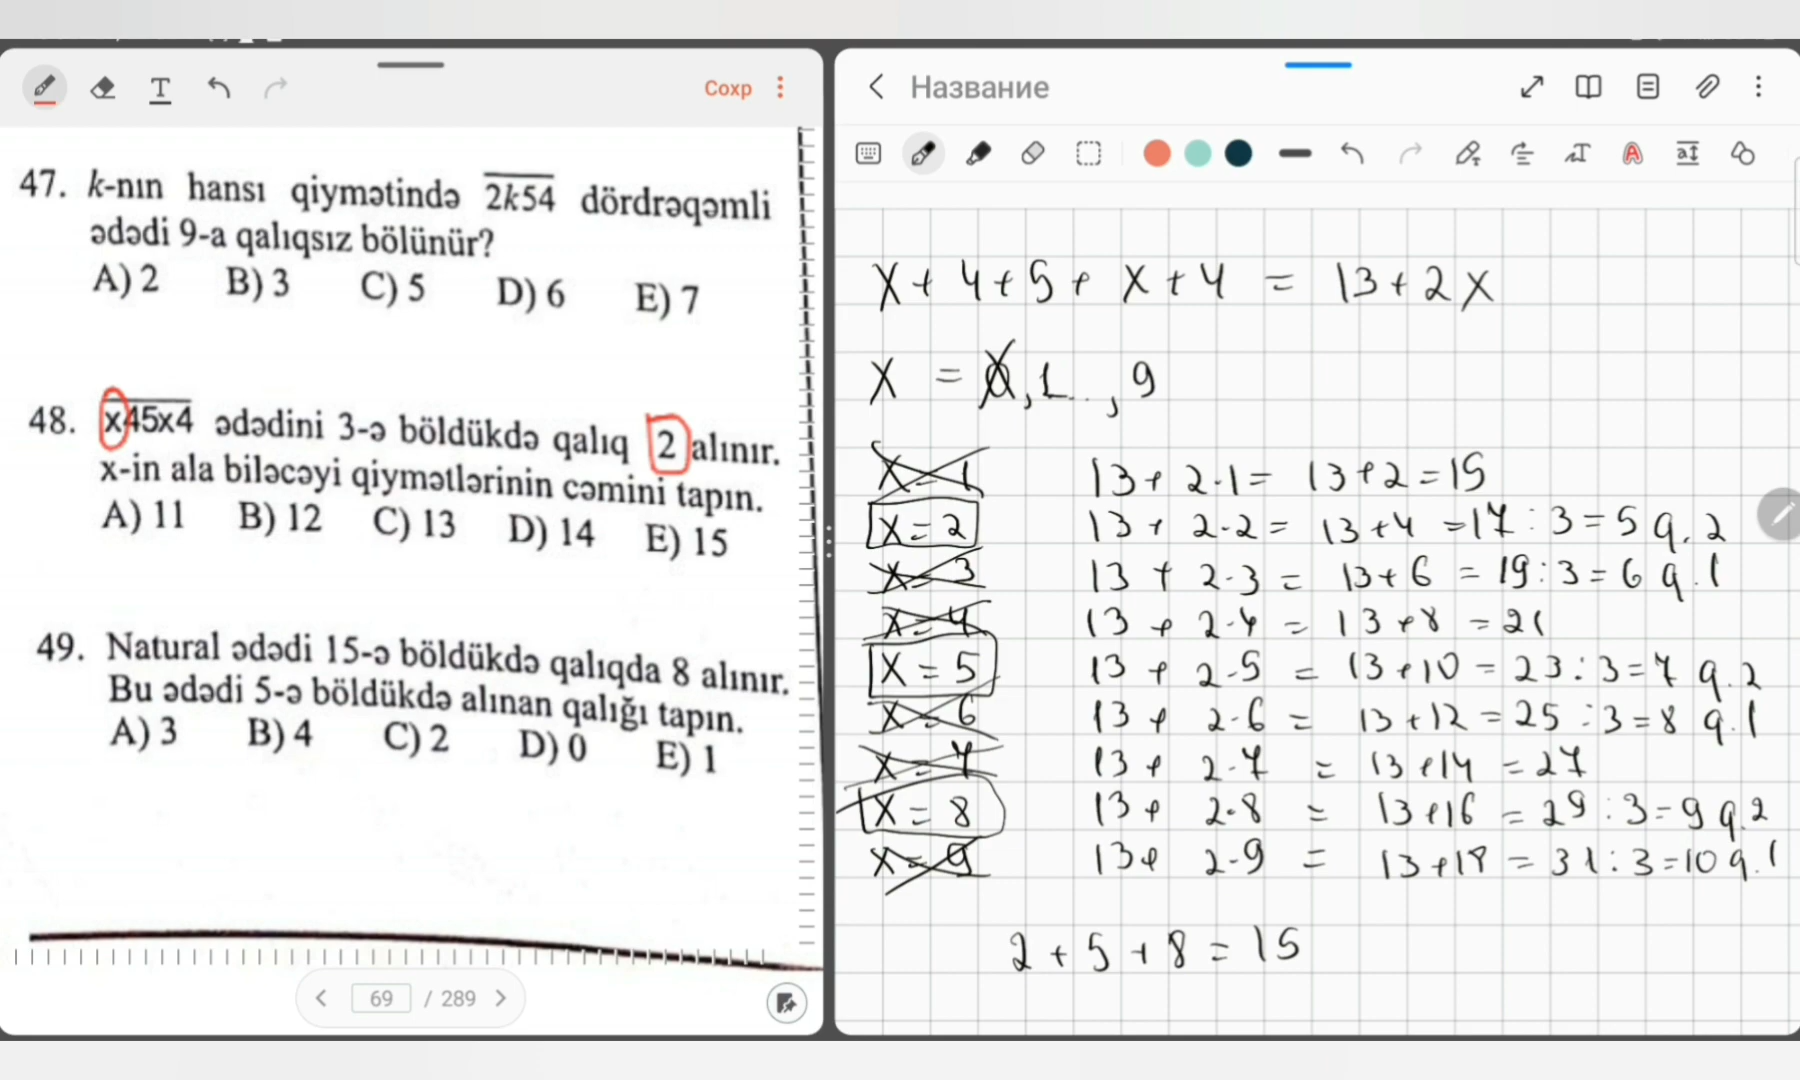 Сохр
47. k-nın hansı qiymətində 2k54 dördrəqəmli
ədədi 9-a qalıqsız bölünür?
A) 2 B) 3 C) 5 D) 6 E) 7
48. x45x4 ədədini 3-ə böldükdə qalıq 2 alınır.
x-in ala biləcəyi qiymətlərinin cəmini tapın.
A) 11 B) 12 C) 13 D) 14 E) 15
49. Natural ədədi 15-ə böldükdə qalıqda 8 alınır.
Bu ədədi 5-ə böldükdə alınan qalığı tapın.
A) 3 B) 4 C) 2 D) 0 E) 1
69 / 289
Название
x + 4 + 5 + x + 4 = 13 + 2x
x = 0, 1 .. , 9
x = 1 13 + 2·1 = 13 + 2 = 15
x = 2 13 + 2·2 = 13 + 4 = 17 : 3 = 5 q. 2
x = 3 13 + 2·3 = 13 + 6 = 19 : 3 = 6 q. 1
x = 4 13 + 2·4 = 13 + 8 = 21
x = 5 13 + 2·5 = 13 + 10 = 23 : 3 = 7 q. 2
x = 6 13 + 2·6 = 13 + 12 = 25 : 3 = 8 q. 1
x = 7 13 + 2·7 = 13 + 14 = 27
x = 8 13 + 2·8 = 13 + 16 = 29 : 3 = 9 q. 2
x = 9 13 + 2·9 = 13 + 18 = 31 : 3 = 10 q. 1
2 + 5 + 8 = 15